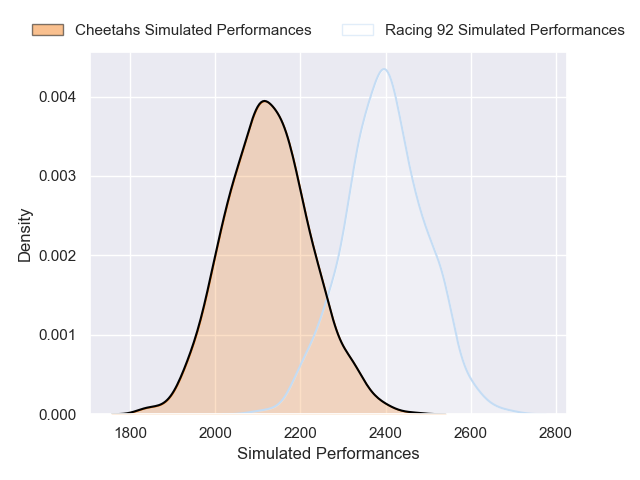 Cheetahs Simulated Performances
Racing 92 Simulated Performances
0.004
0.003
0.002
0.001
0.000
Density
1800 2000 2200 2400 2600 2800
Simulated Performances